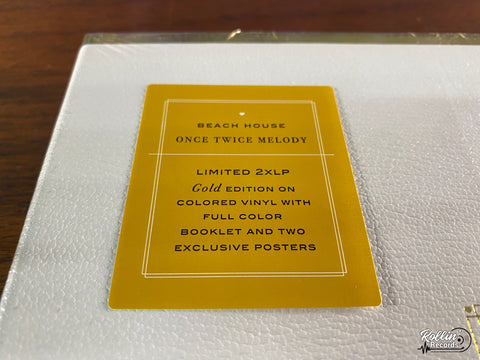 BEACH HOUSE
ONCE TWICE MELODY
LIMITED 2XLP
Gold EDITION ON
COLORED VINYL WITH
FULL COLOR
BOOKLET AND TWO
EXCLUSIVE POSTERS
Rollin
Records